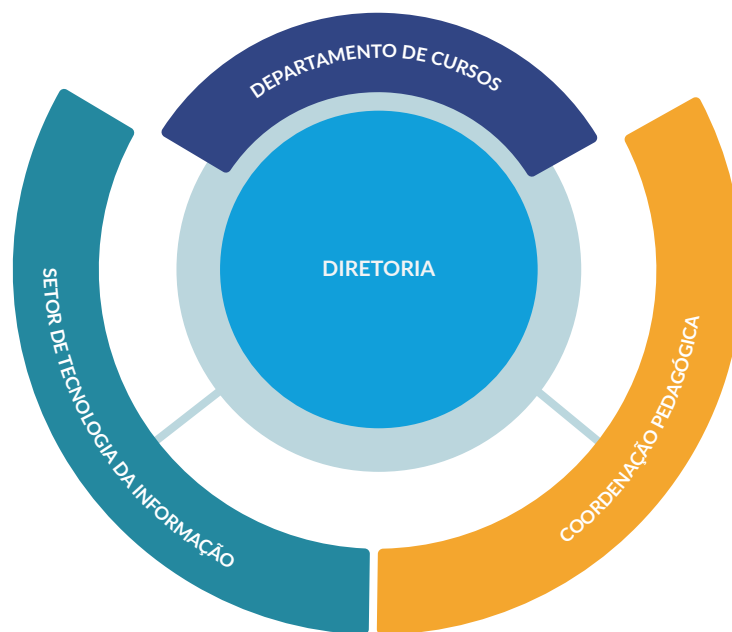 DEPARTAMENTO DE CURSOS
DIRETORIA
SETOR DE TECNOLOGIA DA INFORMAÇÃO
COORDENAÇÃO PEDAGÓGICA